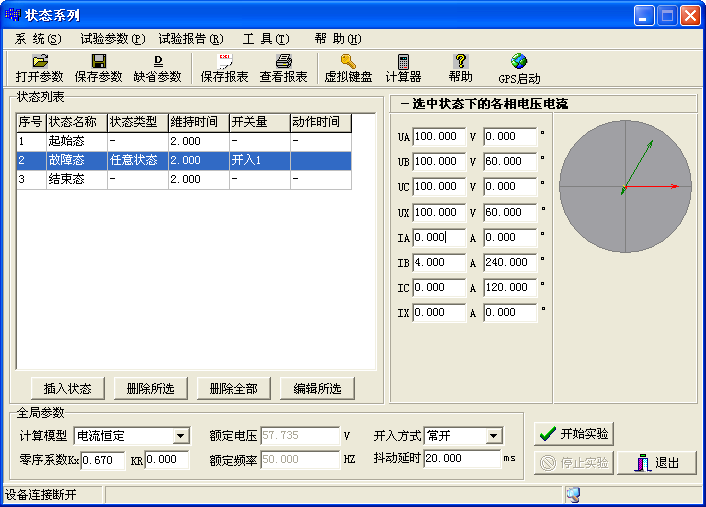 状态系列
系 统(S) 试验参数(P) 试验报告(R) 工 具(T) 帮 助(H)
打开参数 保存参数 缺省参数 保存报表 查看报表 虚拟键盘 计算器 帮助 GPS启动
状态列表
序号 状态名称 状态类型 维持时间 开关量 动作时间
1 起始态 - 2.000 - -
2 故障态 任意状态 2.000 开入1
3 结束态 - 2.000 - -
插入状态 删除所选 删除全部 编辑所选
－选中状态下的各相电压电流
UA 100.000 V 0.000 °
UB 100.000 V 60.000 °
UC 100.000 V 0.000 °
UX 100.000 V 60.000 °
IA 0.000 A 0.000 °
IB 4.000 A 240.000 °
IC 0.000 A 120.000 °
IX 0.000 A 0.000 °
全局参数
计算模型 电流恒定 额定电压 57.735 V 开入方式 常开
零序系数Kx 0.670 KR 0.000 额定频率 50.000 HZ 抖动延时 20.000 ms
开始实验
停止实验 退出
设备连接断开